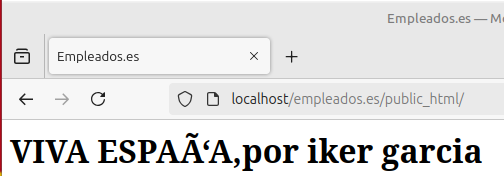 Empleados.es — M
Empleados.es
localhost/empleados.es/public_html/
VIVA ESPAÃ‘A,por iker garcia